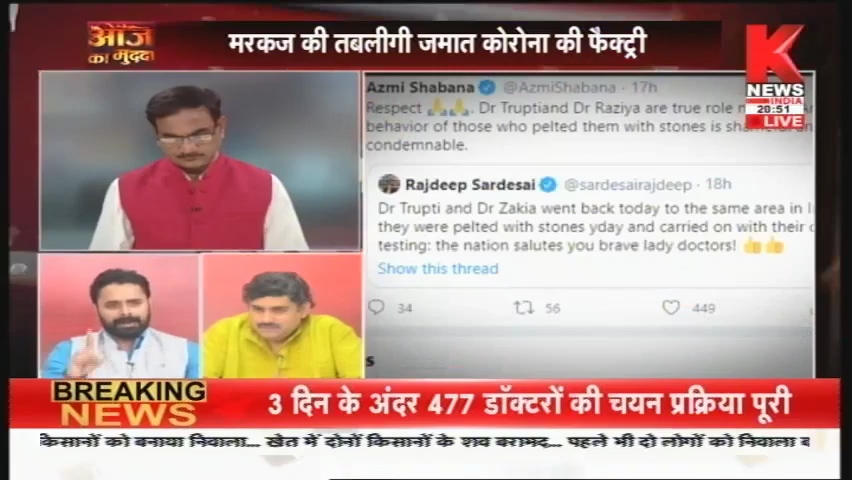 आज
का मुद्दा
मरकज की तबलीगी जमात कोरोना की फैक्ट्री
K
NEWS
INDIA
20:51
LIVE
Azmi Shabana @AzmiShabana · 17h
Respect 🙏🙏. Dr Truptiand Dr Raziya are true role
behavior of those who pelted them with stones is
condemnable.
Rajdeep Sardesai @sardesairajdeep · 18h
Dr Trupti and Dr Zakia went back today to the same area in
they were pelted with stones yday and carried on with their
testing: the nation salutes you brave lady doctors! 👍👍
Show this thread
34 56 449
BREAKING
NEWS
3 दिन के अंदर 477 डॉक्टरों की चयन प्रक्रिया पूरी
किसानों को बनाया निवाला... खेत में दोनों किसानों के शव बरामद... पहले भी दो लोगों को निवाला